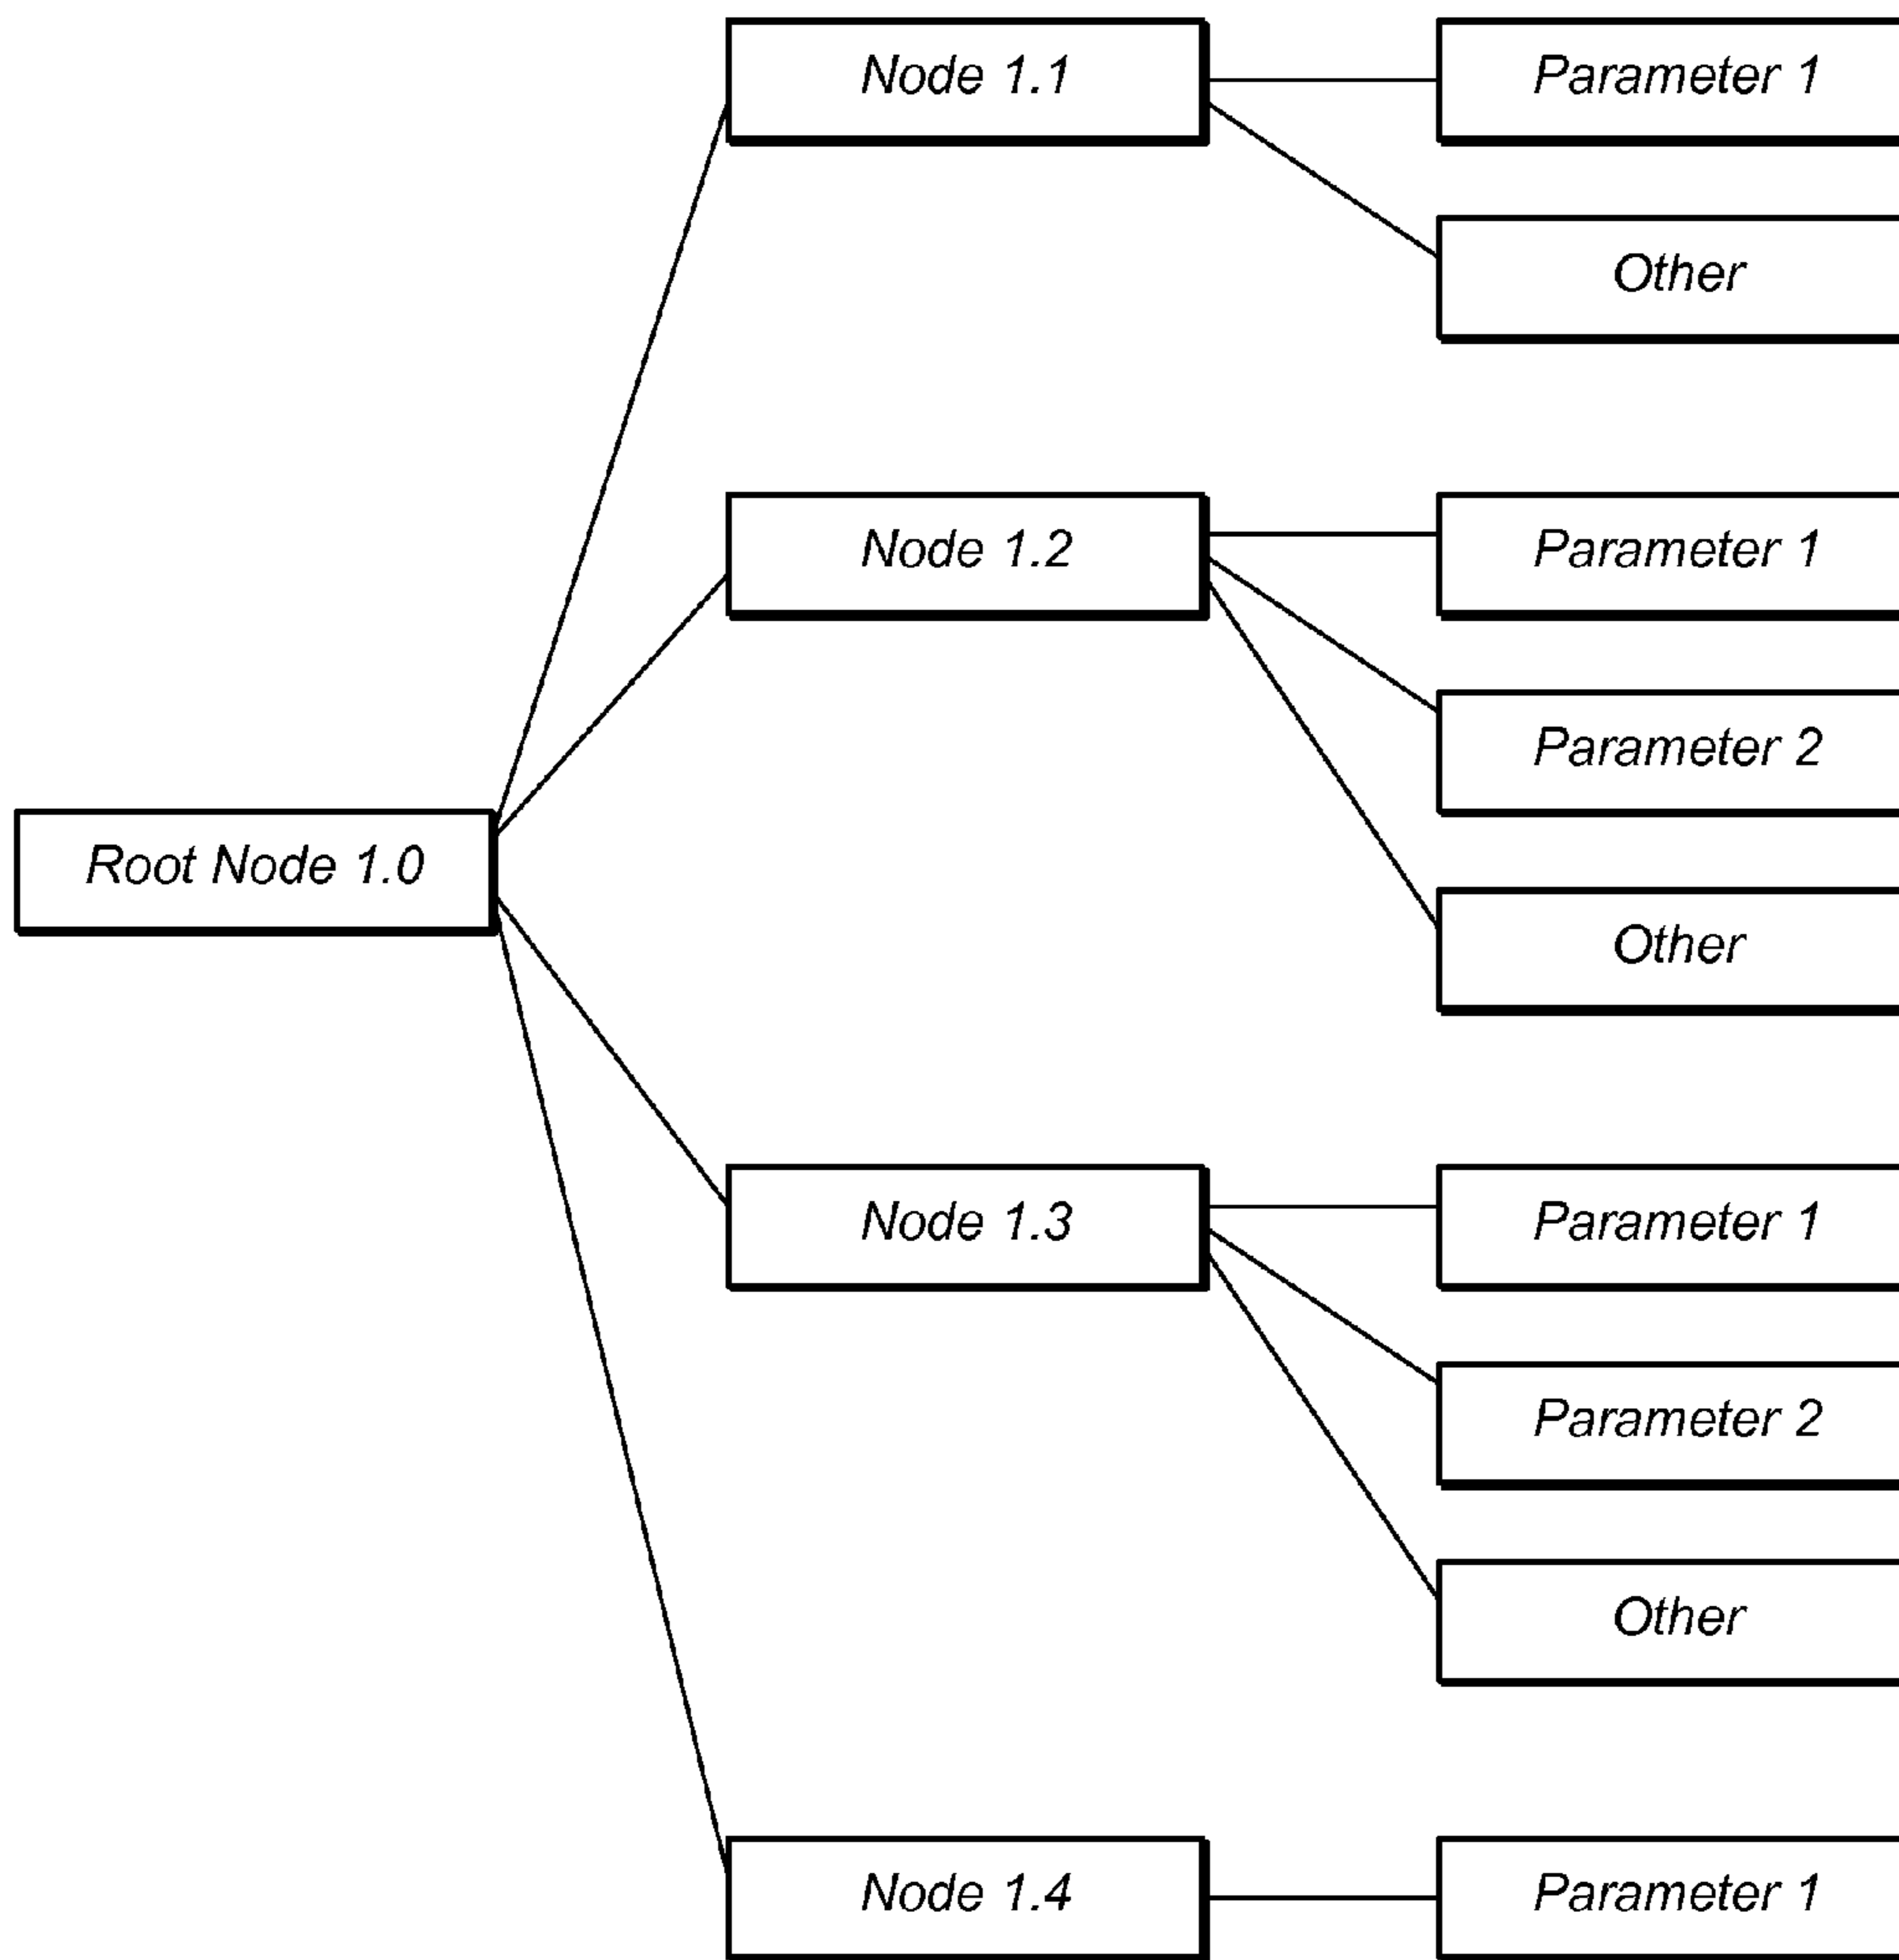 Node 1.1
Parameter 1
Other
Node 1.2
Parameter 1
Parameter 2
Root Node 1.0
Other
Node 1.3
Parameter 1
Parameter 2
Other
Node 1.4
Parameter 1